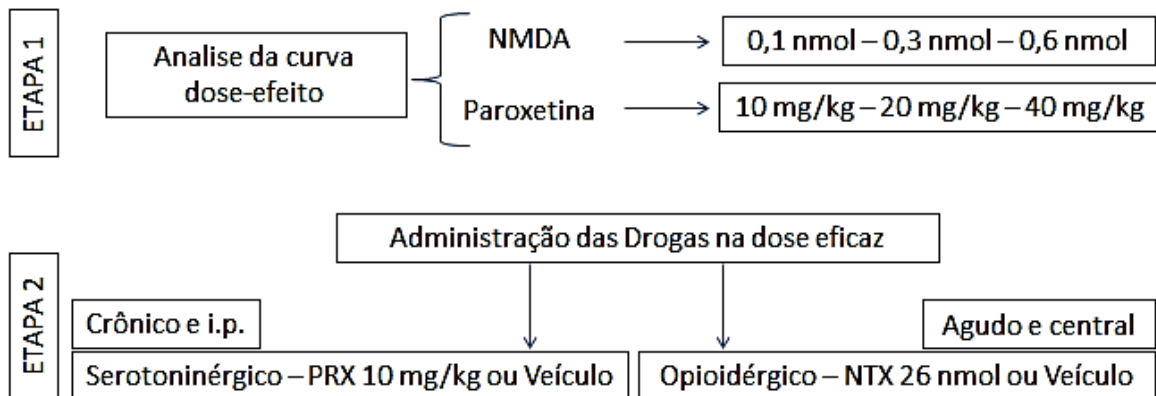 ETAPA 1
Analise da curva
dose-efeito
NMDA
0,1 nmol – 0,3 nmol – 0,6 nmol
Paroxetina
10 mg/kg – 20 mg/kg – 40 mg/kg
ETAPA 2
Administração das Drogas na dose eficaz
Crônico e i.p.
Agudo e central
Serotoninérgico – PRX 10 mg/kg ou Veículo
Opioidérgico – NTX 26 nmol ou Veículo